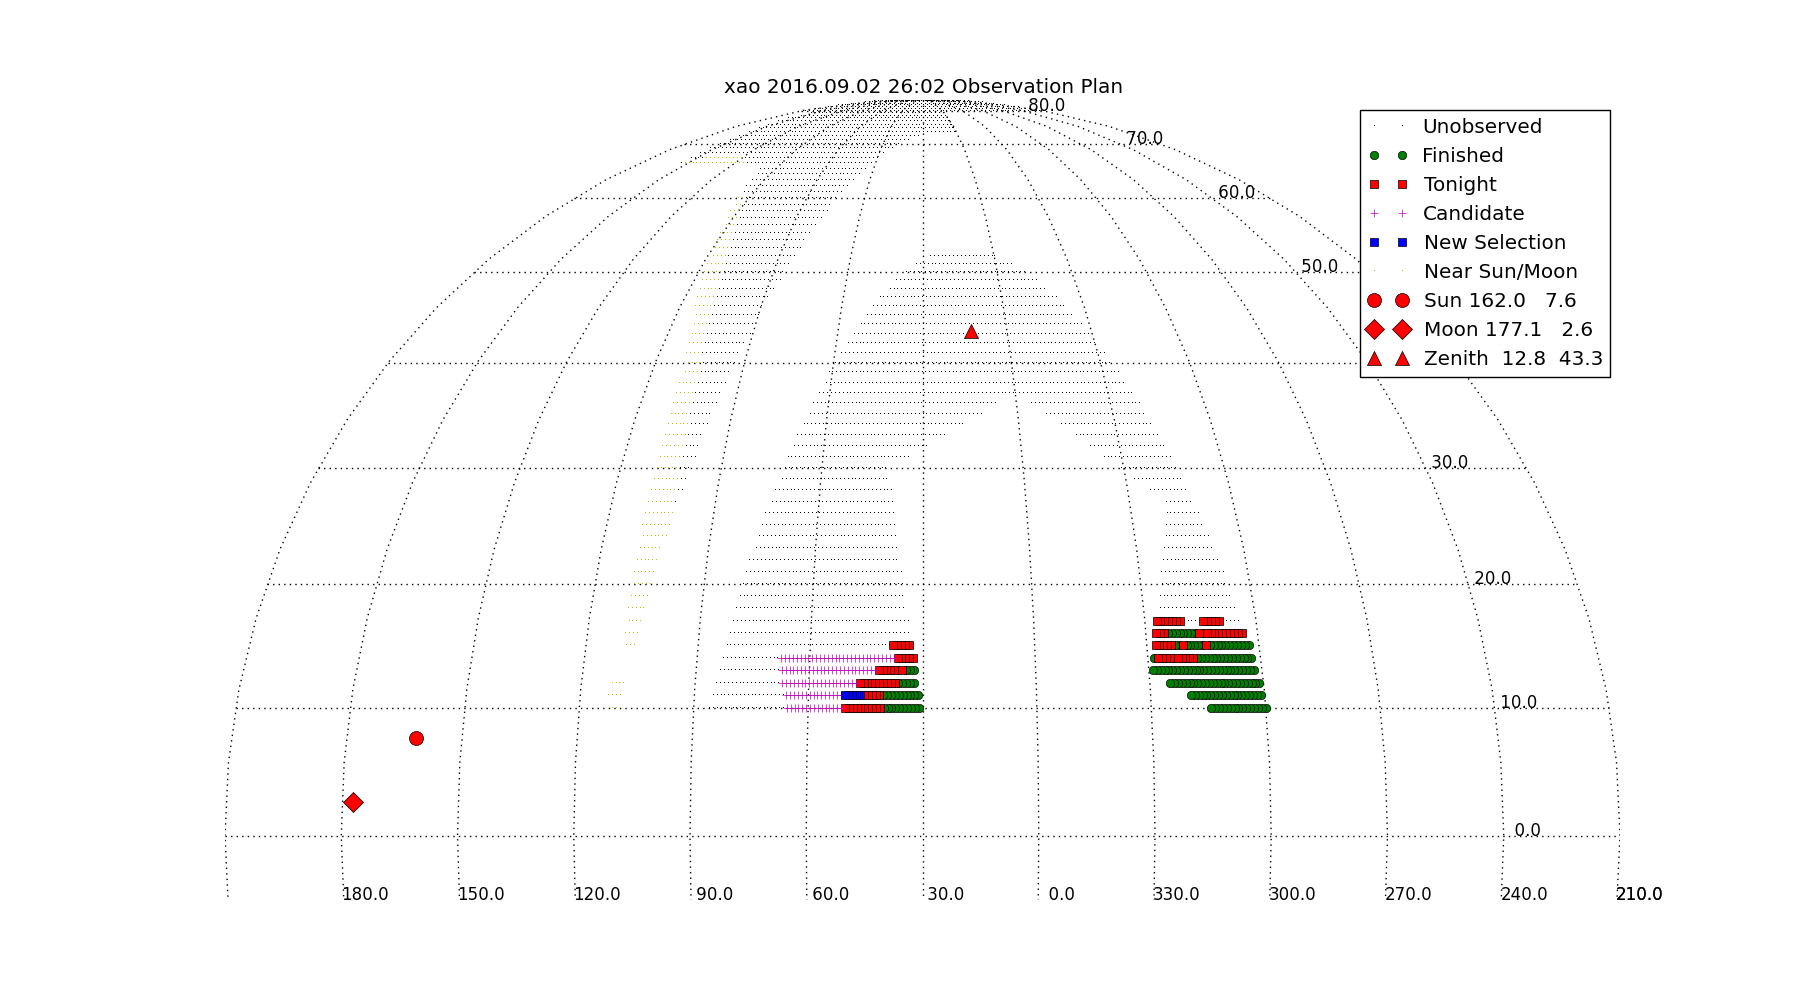 xao 2016.09.02 26:02 Observation Plan
80.0
70.0
60.0
50.0
30.0
20.0
10.0
0.0
Unobserved
Finished
Tonight
Candidate
New Selection
Near Sun/Moon
Sun 162.0 7.6
Moon 177.1 2.6
Zenith 12.8 43.3
180.0 150.0 120.0 90.0 60.0 30.0 0.0 330.0 300.0 270.0 240.0 210.0